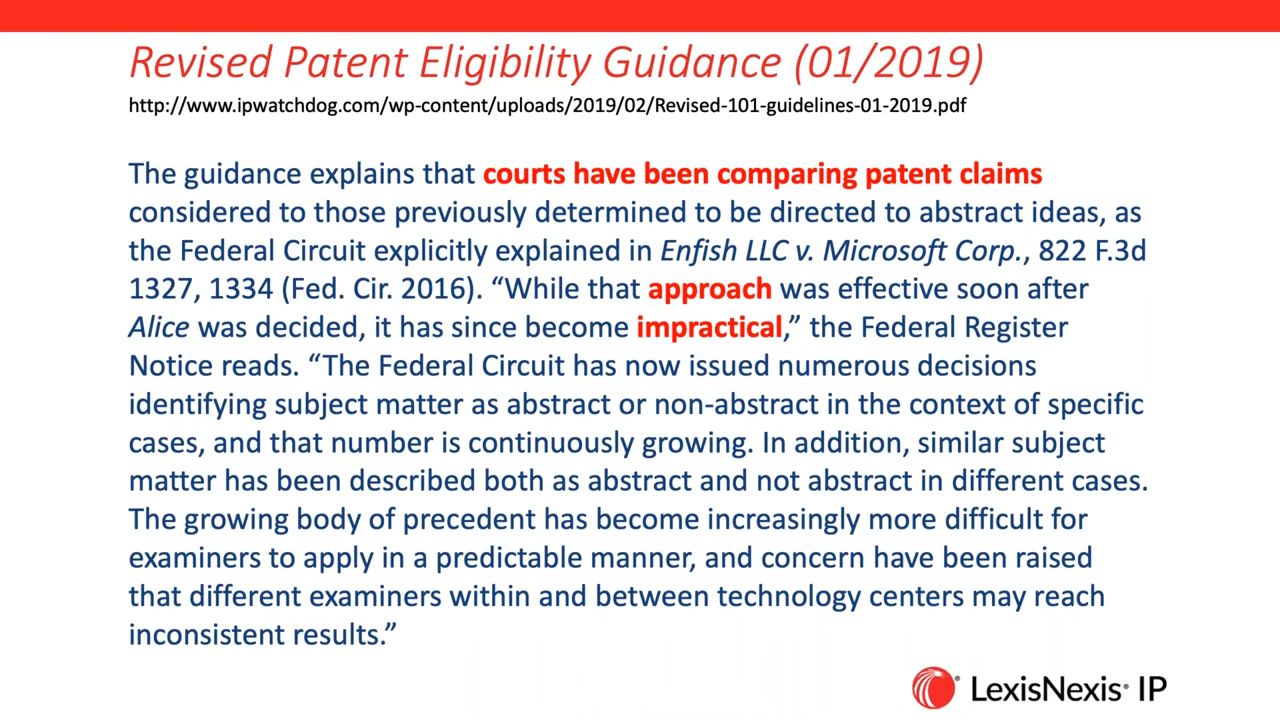 Revised Patent Eligibility Guidance (01/2019)
http://www.ipwatchdog.com/wp-content/uploads/2019/02/Revised-101-guidelines-01-2019.pdf
The guidance explains that courts have been comparing patent claims
considered to those previously determined to be directed to abstract ideas, as
the Federal Circuit explicitly explained in Enfish LLC v. Microsoft Corp., 822 F.3d
1327, 1334 (Fed. Cir. 2016). “While that approach was effective soon after
Alice was decided, it has since become impractical,” the Federal Register
Notice reads. “The Federal Circuit has now issued numerous decisions
identifying subject matter as abstract or non-abstract in the context of specific
cases, and that number is continuously growing. In addition, similar subject
matter has been described both as abstract and not abstract in different cases.
The growing body of precedent has become increasingly more difficult for
examiners to apply in a predictable manner, and concern have been raised
that different examiners within and between technology centers may reach
inconsistent results.”
LexisNexis® IP